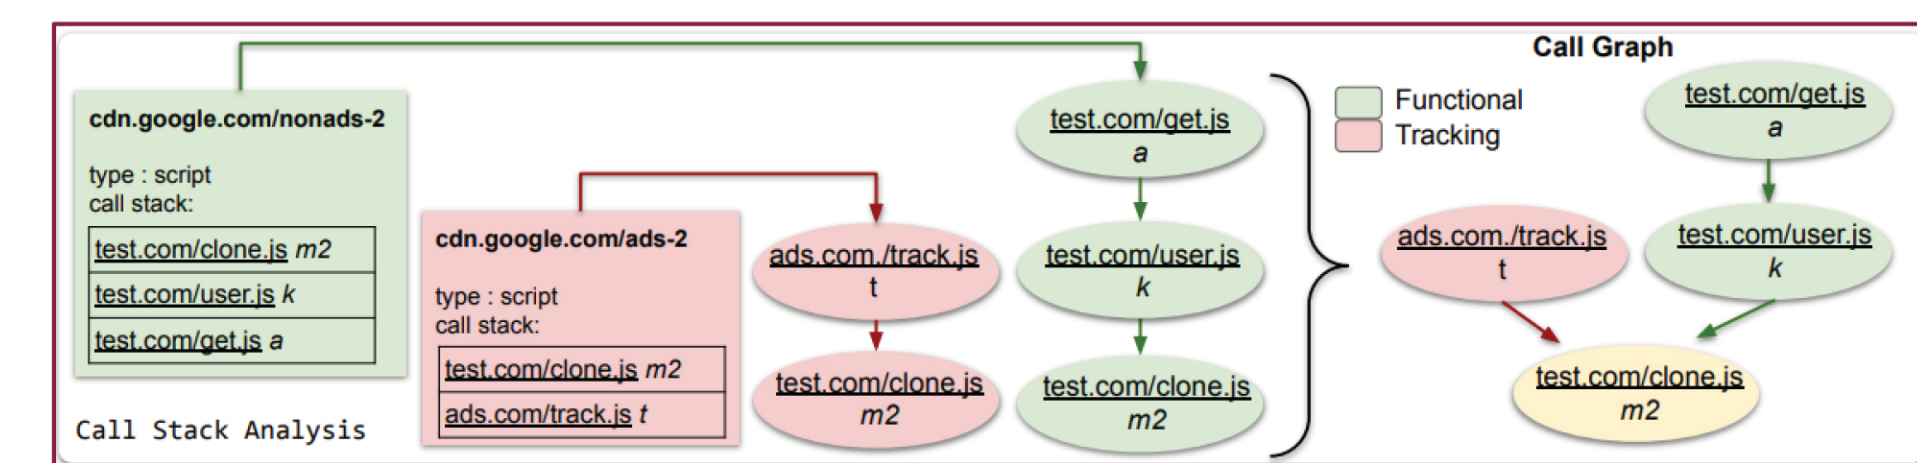 cdn.google.com/nonads-2
type : script
call stack:
test.com/clone.js m2
test.com/user.js k
test.com/get.js a
Call Stack Analysis
cdn.google.com/ads-2
type : script
call stack:
test.com/clone.js m2
ads.com/track.js t
ads.com./track.js
t
test.com/clone.js
m2
test.com/get.js
a
test.com/user.js
k
test.com/clone.js
m2
Call Graph
Functional
Tracking
test.com/get.js
a
ads.com./track.js
t
test.com/user.js
k
test.com/clone.js
m2